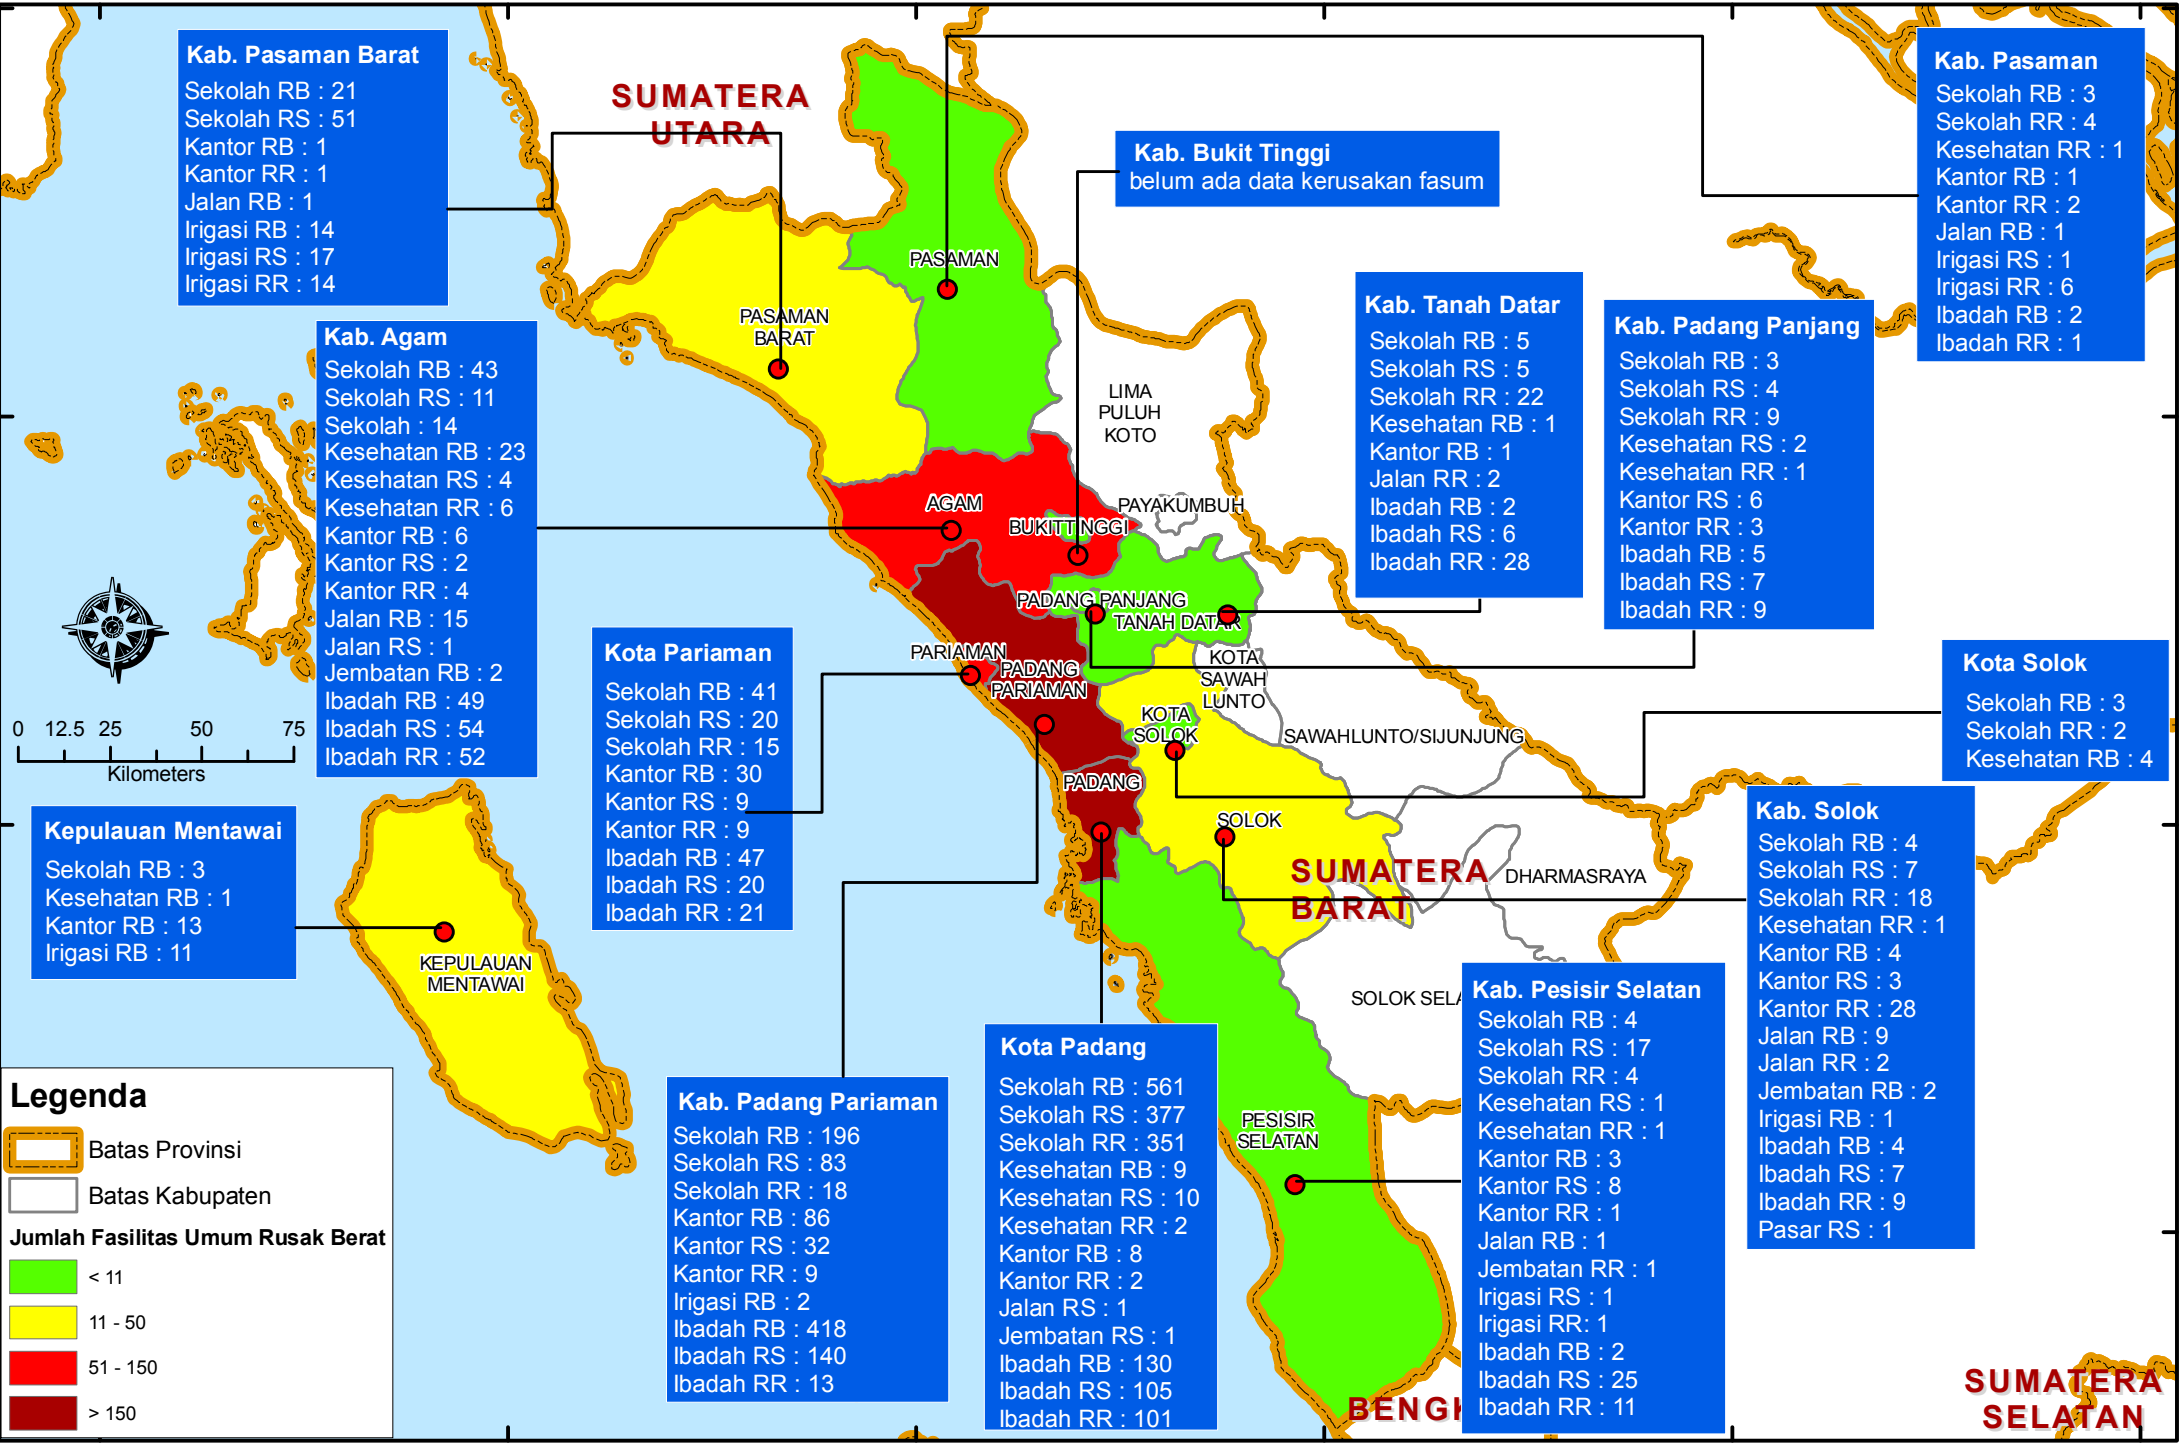 Kab. Pasaman Barat
Sekolah RB : 21
Sekolah RS : 51
Kantor RB : 1
Kantor RR : 1
Jalan RB : 1
Irigasi RB : 14
Irigasi RS : 17
Irigasi RR : 14
SUMATERA
UTARA
Kab. Bukit Tinggi
belum ada data kerusakan fasum
Kab. Pasaman
Sekolah RB : 3
Sekolah RR : 4
Kesehatan RR : 1
Kantor RB : 1
Kantor RR : 2
Jalan RB : 1
Irigasi RS : 1
Irigasi RR : 6
Ibadah RB : 2
Ibadah RR : 1
Kab. Agam
Sekolah RB : 43
Sekolah RS : 11
Sekolah : 14
Kesehatan RB : 23
Kesehatan RS : 4
Kesehatan RR : 6
Kantor RB : 6
Kantor RS : 2
Kantor RR : 4
Jalan RB : 15
Jalan RS : 1
Jembatan RB : 2
Ibadah RB : 49
Ibadah RS : 54
Ibadah RR : 52
Kab. Tanah Datar
Sekolah RB : 5
Sekolah RS : 5
Sekolah RR : 22
Kesehatan RB : 1
Kantor RB : 1
Jalan RR : 2
Ibadah RB : 2
Ibadah RS : 6
Ibadah RR : 28
Kab. Padang Panjang
Sekolah RB : 3
Sekolah RS : 4
Sekolah RR : 9
Kesehatan RS : 2
Kesehatan RR : 1
Kantor RS : 6
Kantor RR : 3
Ibadah RB : 5
Ibadah RS : 7
Ibadah RR : 9
PASAMAN
PASAMAN
BARAT
LIMA
PULUH
KOTO
AGAM
BUKITTINGGI
PAYAKUMBUH
PADANG PANJANG
TANAH DATAR
PARIAMAN
PADANG
PARIAMAN
KOTA
SAWAH
LUNTO
KOTA
SOLOK
SAWAHLUNTO/SIJUNJUNG
PADANG
SOLOK
SUMATERA
BARAT
DHARMASRAYA
SOLOK SELA
PESISIR
SELATAN
KEPULAUAN
MENTAWAI
0 12.5 25 50 75
Kilometers
Kota Pariaman
Sekolah RB : 41
Sekolah RS : 20
Sekolah RR : 15
Kantor RB : 30
Kantor RS : 9
Kantor RR : 9
Ibadah RB : 47
Ibadah RS : 20
Ibadah RR : 21
Kota Solok
Sekolah RB : 3
Sekolah RR : 2
Kesehatan RB : 4
Kepulauan Mentawai
Sekolah RB : 3
Kesehatan RB : 1
Kantor RB : 13
Irigasi RB : 11
Kab. Solok
Sekolah RB : 4
Sekolah RS : 7
Sekolah RR : 18
Kesehatan RR : 1
Kantor RB : 4
Kantor RS : 3
Kantor RR : 28
Jalan RB : 9
Jalan RR : 2
Jembatan RB : 2
Irigasi RB : 1
Ibadah RB : 4
Ibadah RS : 7
Ibadah RR : 9
Pasar RS : 1
Kab. Padang Pariaman
Sekolah RB : 196
Sekolah RS : 83
Sekolah RR : 18
Kantor RB : 86
Kantor RS : 32
Kantor RR : 9
Irigasi RB : 2
Ibadah RB : 418
Ibadah RS : 140
Ibadah RR : 13
Kota Padang
Sekolah RB : 561
Sekolah RS : 377
Sekolah RR : 351
Kesehatan RB : 9
Kesehatan RS : 10
Kesehatan RR : 2
Kantor RB : 8
Kantor RR : 2
Jalan RS : 1
Jembatan RS : 1
Ibadah RB : 130
Ibadah RS : 105
Ibadah RR : 101
Kab. Pesisir Selatan
Sekolah RB : 4
Sekolah RS : 17
Sekolah RR : 4
Kesehatan RS : 1
Kesehatan RR : 1
Kantor RB : 3
Kantor RS : 8
Kantor RR : 1
Jalan RB : 1
Jembatan RR : 1
Irigasi RS : 1
Irigasi RR: 1
Ibadah RB : 2
Ibadah RS : 25
Ibadah RR : 11
Legenda
Batas Provinsi
Batas Kabupaten
Jumlah Fasilitas Umum Rusak Berat
< 11
11 - 50
51 - 150
> 150
BENGK
SUMATERA
SELATAN